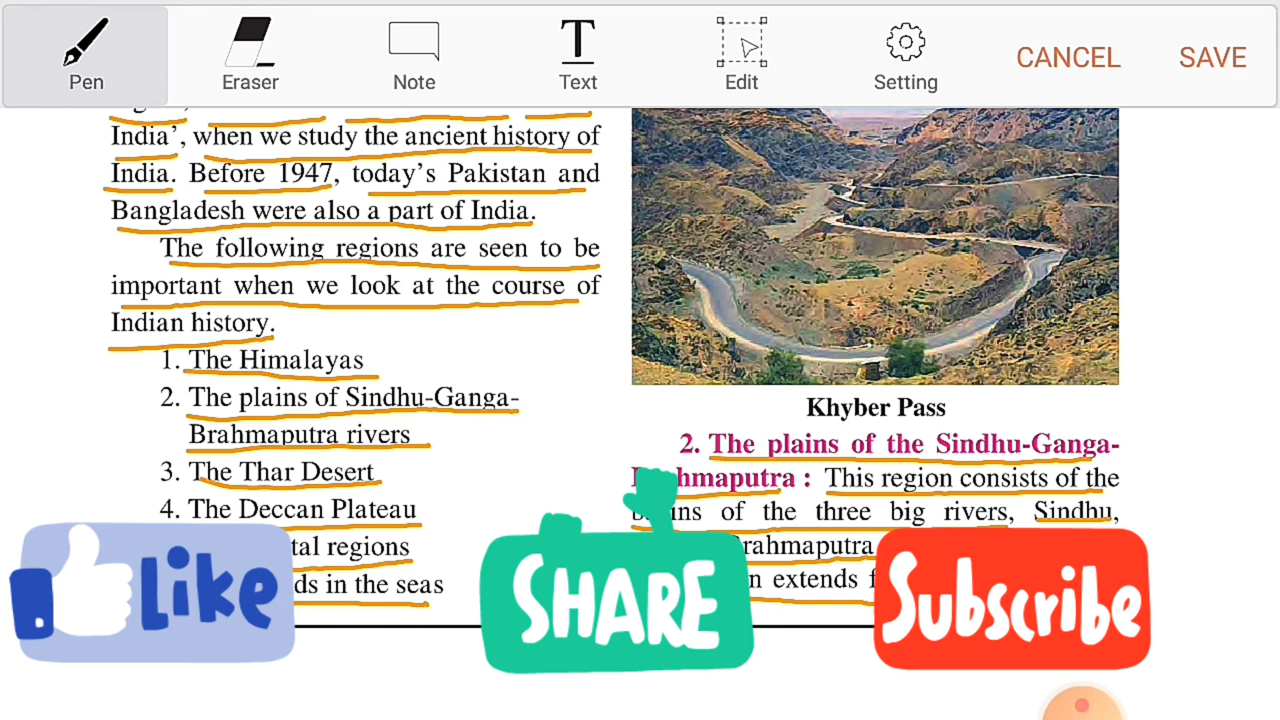 Pen
Eraser
Note
Text
Edit
Setting
CANCEL
SAVE
India’, when we study the ancient history of
India. Before 1947, today’s Pakistan and
Bangladesh were also a part of India.
The following regions are seen to be
important when we look at the course of
Indian history.
1. The Himalayas
2. The plains of Sindhu-Ganga-
Brahmaputra rivers
3. The Thar Desert
4. The Deccan Plateau
regions
in the seas
Khyber Pass
2. The plains of the Sindhu-Ganga-
Brahmaputra : This region consists of the
of the three big rivers, Sindhu,
Brahmaputra
extends
Like
SHARE
Subscribe